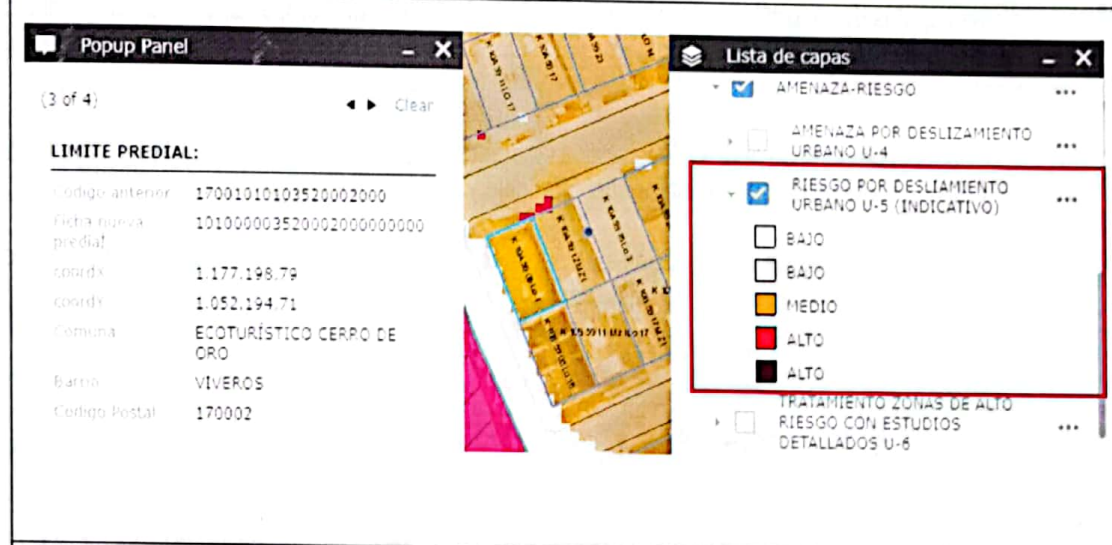 Popup Panel
(3 of 4)
Clear
LIMITE PREDIAL:
Codigo anterior 17001010103520002000
Ficha nueva predial 1010000035200020000000000
coordx 1.177.198,79
coordy 1.052.194,71
Comuna ECOTURÍSTICO CERRO DE
ORO
Barrio VIVEROS
Codigo Postal 170002
Lista de capas
AMENAZA-RIESGO
AMENAZA POR DESLIZAMIENTO
URBANO U-4
RIESGO POR DESLIAMIENTO
URBANO U-5 (INDICATIVO)
BAJO
BAJO
MEDIO
ALTO
ALTO
TRATAMIENTO ZONAS DE ALTO
RIESGO CON ESTUDIOS
DETALLADOS U-6